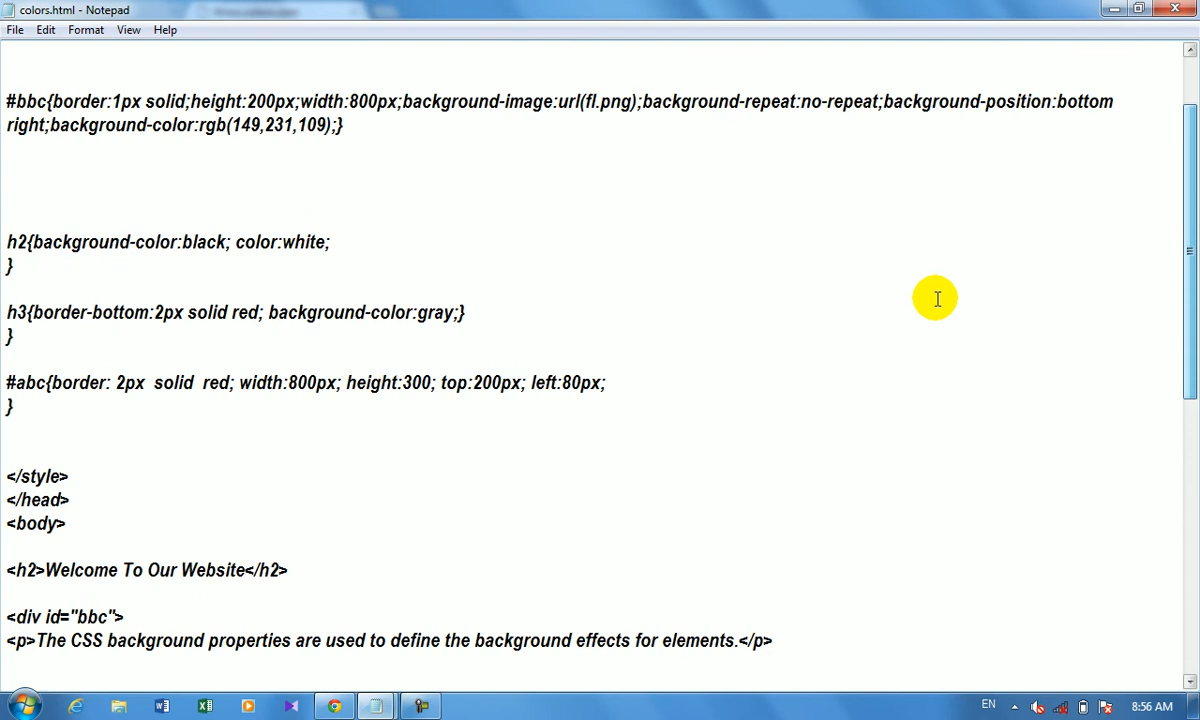 colors.html - Notepad
File Edit Format View Help
#bbc{border:1px solid;height:200px;width:800px;background-image:url(fl.png);background-repeat:no-repeat;background-position:bottom
right;background-color:rgb(149,231,109);}
h2{background-color:black; color:white;
}
h3{border-bottom:2px solid red; background-color:gray;}
}
#abc{border: 2px  solid  red; width:800px; height:300; top:200px; left:80px;
}
</style>
</head>
<body>
<h2>Welcome To Our Website</h2>
<div id="bbc">
<p>The CSS background properties are used to define the background effects for elements.</p>
EN 8:56 AM